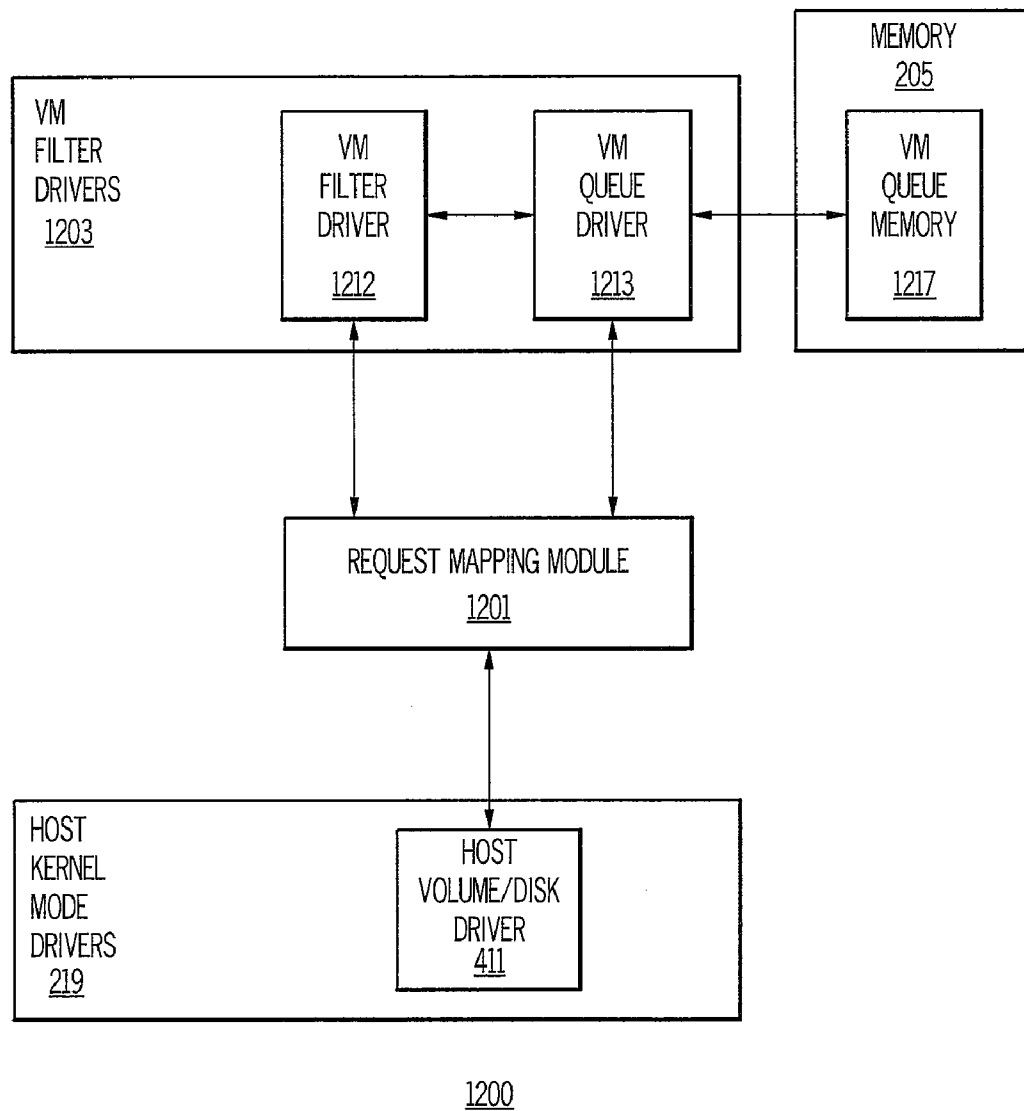 MEMORY
205
VM
FILTER
DRIVERS
1203
VM
FILTER
DRIVER
1212
VM
QUEUE
DRIVER
1213
VM
QUEUE
MEMORY
1217
REQUEST MAPPING MODULE
1201
HOST
KERNEL
MODE
DRIVERS
219
HOST
VOLUME/DISK
DRIVER
411
1200